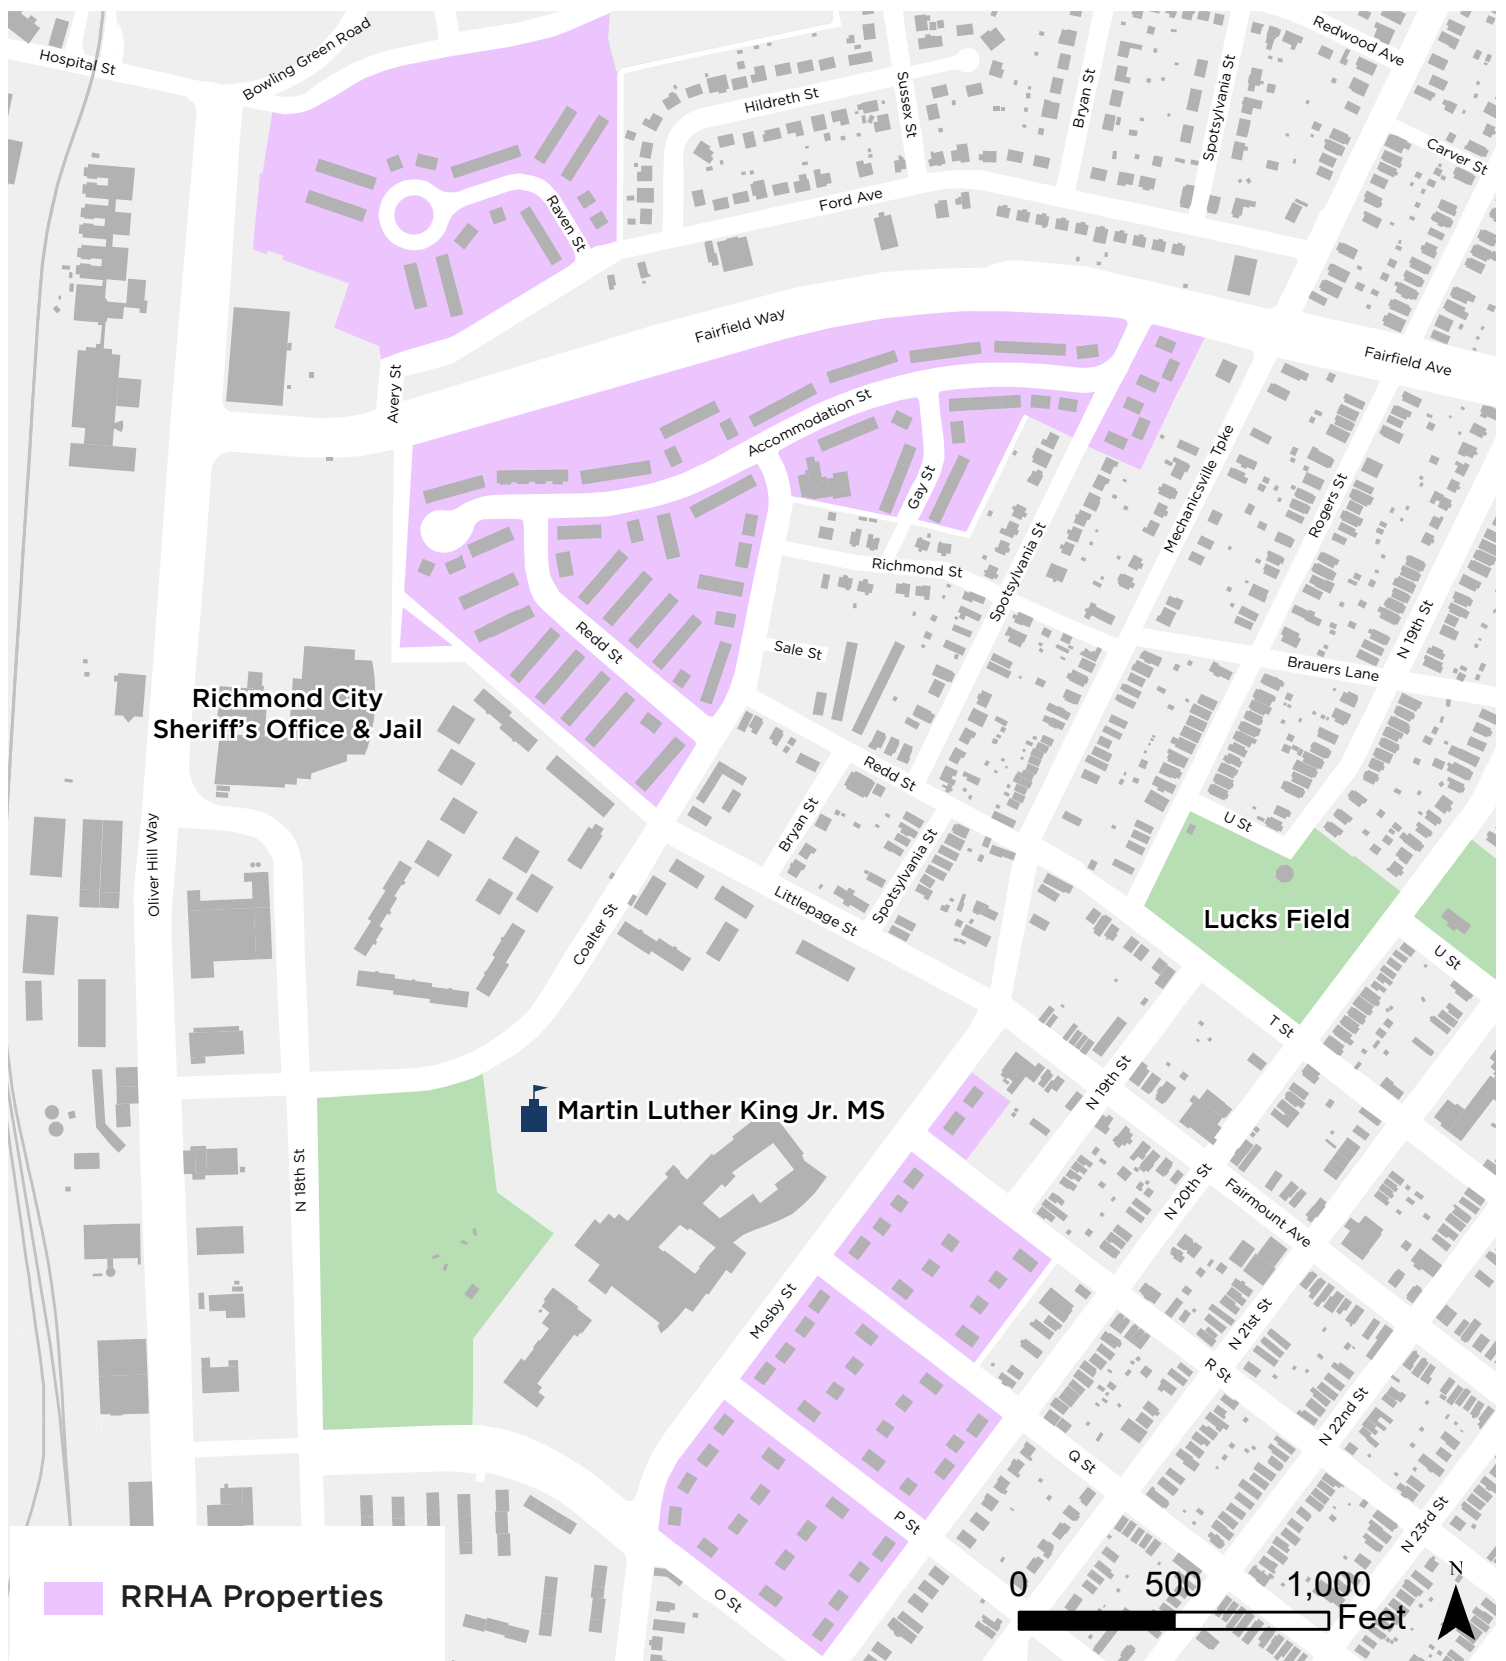 Redwood Ave
Bowling Green Road
Hospital St
Bryan St
Spotsylvania St
Sussex St
Hildreth St
Carver St
Ford Ave
Raven St
Fairfield Way
Fairfield Ave
Avery St
Accommodation St
Mechanicsville Tpke
Gay St
Rogers St
Richmond St
Spotsylvania St
N 19th St
Redd St
Sale St
Brauers Lane
Richmond City
Sheriff's Office & Jail
Redd St
Bryan St
U St
Oliver Hill Way
Spotsylvania St
Littlepage St
Lucks Field
Coalter St
U St
T St
N 19th St
Martin Luther King Jr. MS
N 18th St
N 20th St
Fairmount Ave
Mosby St
N 21st St
R St
N 22nd St
Q St
P St
N 23rd St
O St
RRHA Properties
0 500 1,000
Feet
N